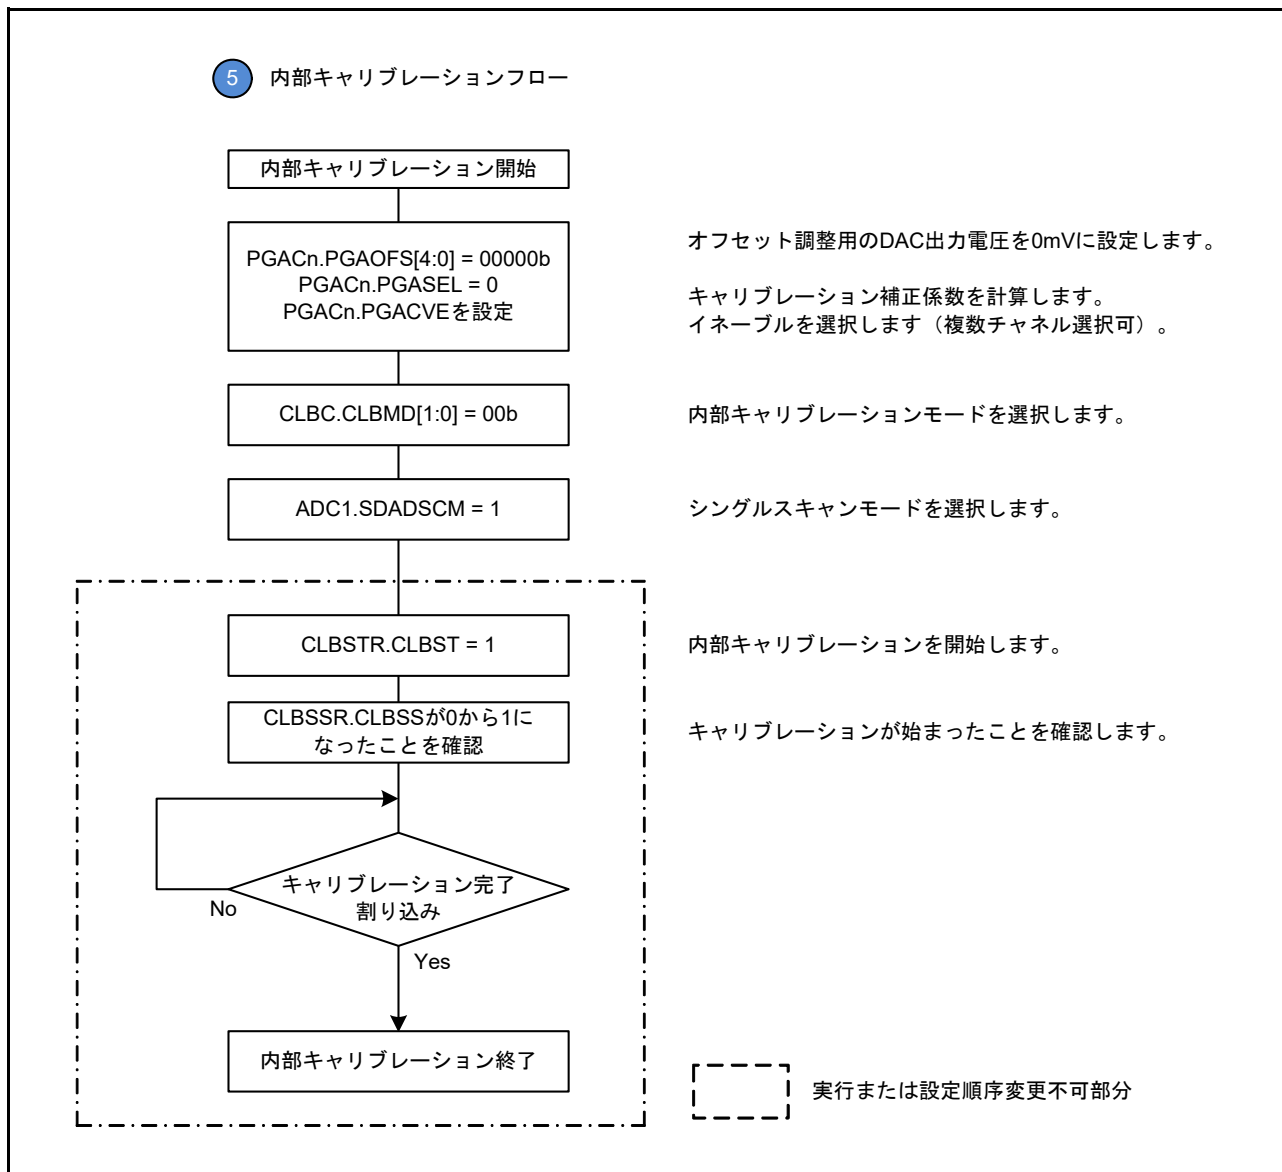 5 内部キャリブレーションフロー
内部キャリブレーション開始
PGACn.PGAOFS[4:0] = 00000b
PGACn.PGASEL = 0
PGACn.PGACVEを設定
オフセット調整用のDAC出力電圧を0mVに設定します。
キャリブレーション補正係数を計算します。
イネーブルを選択します（複数チャネル選択可）。
CLBC.CLBMD[1:0] = 00b
内部キャリブレーションモードを選択します。
ADC1.SDADSCM = 1
シングルスキャンモードを選択します。
CLBSTR.CLBST = 1
内部キャリブレーションを開始します。
CLBSSR.CLBSSが0から1に
なったことを確認
キャリブレーションが始まったことを確認します。
キャリブレーション完了
割り込み
No
Yes
内部キャリブレーション終了
実行または設定順序変更不可部分